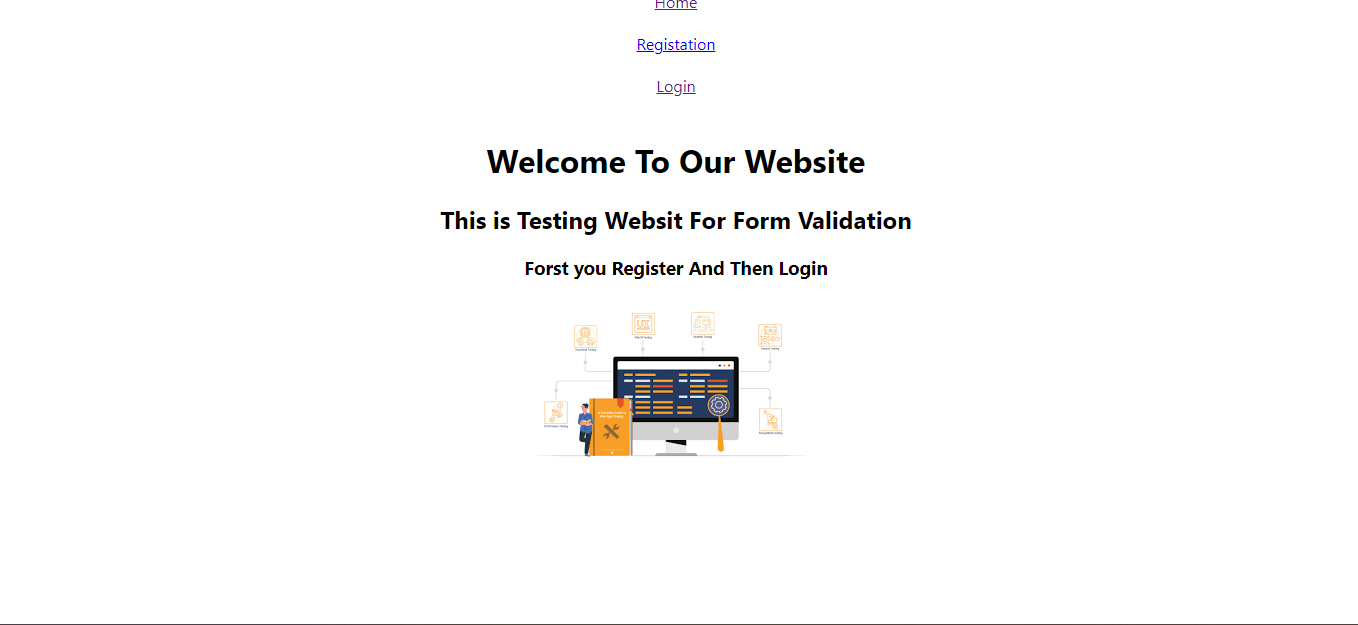 Home
Registation
Login
Welcome To Our Website
This is Testing Websit For Form Validation
Forst you Register And Then Login